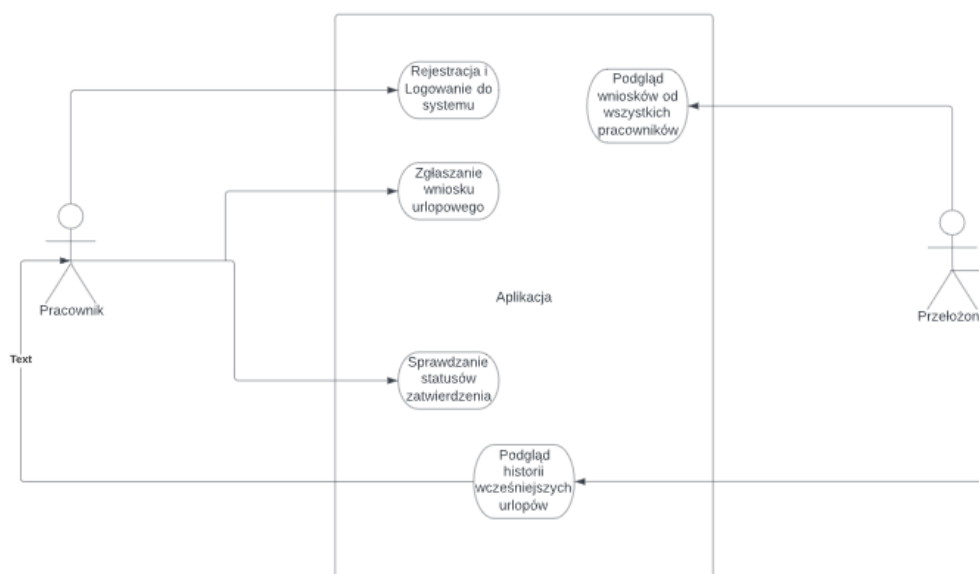 Rejestracja i
Logowanie do
systemu
Podgląd
wniosków od
wszystkich
pracowników
Zgłaszanie
wniosku
urlopowego
Pracownik
Aplikacja
Przełożon
Text
Sprawdzanie
statusów
zatwierdzenia
Podgląd
historii
wcześniejszych
urlopów